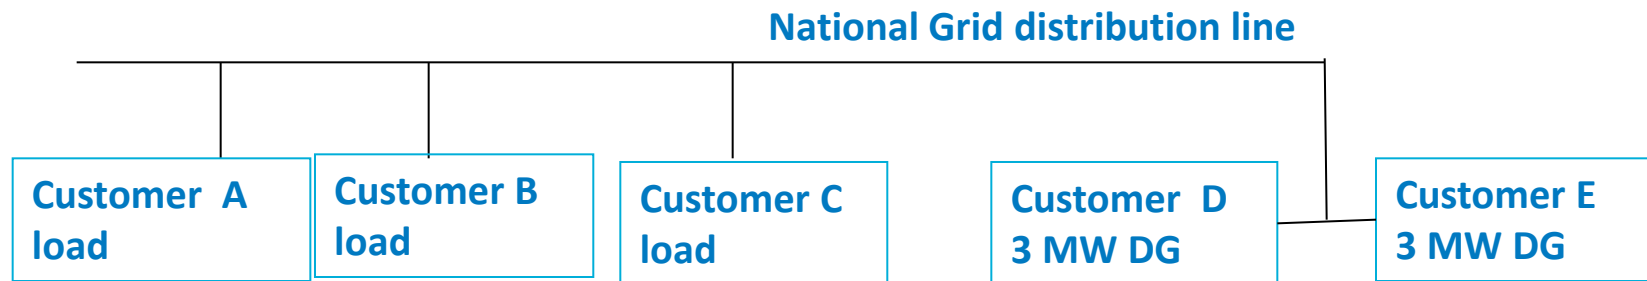 National Grid distribution line
Customer A
load
Customer B
load
Customer C
load
Customer D
3 MW DG
Customer E
3 MW DG